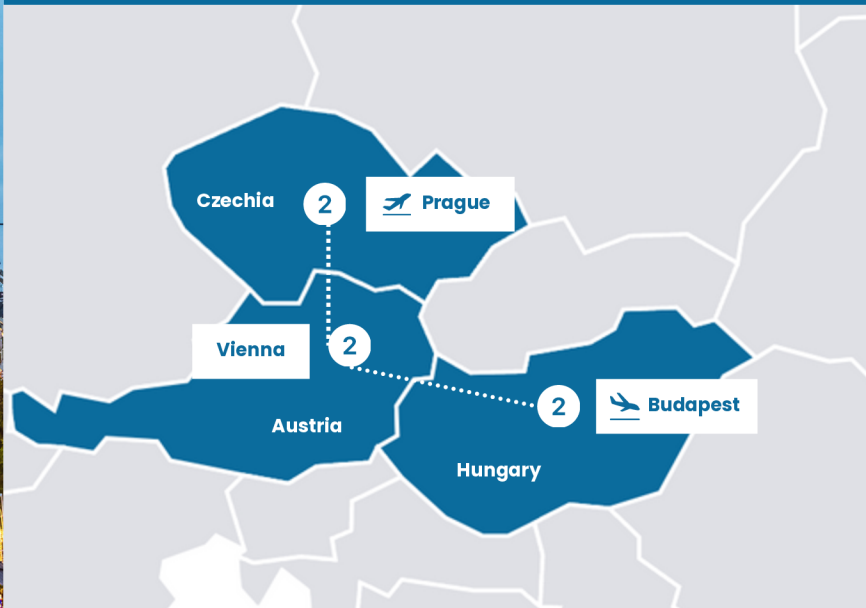 Czechia
2
Prague
Vienna
2
2
Budapest
Austria
Hungary